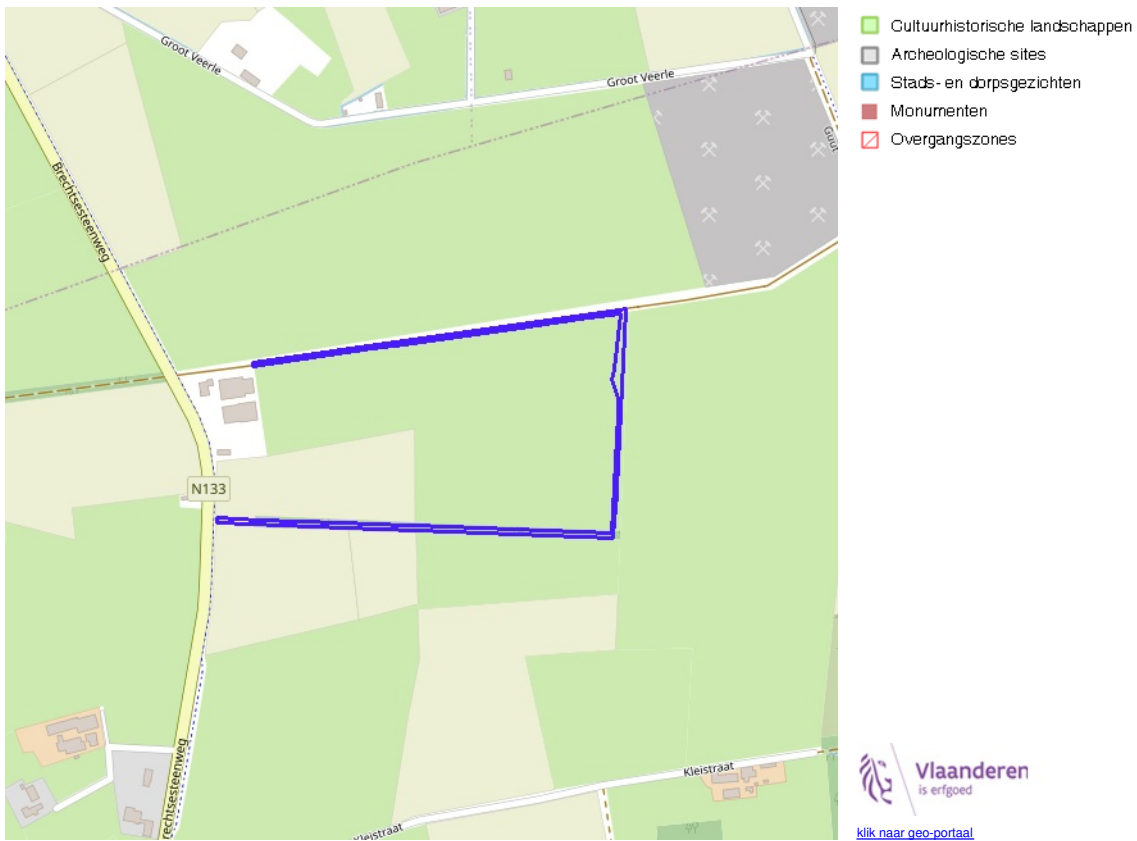 Groot Veerle
Groot Veerle
Guut
Brechtsesteenweg
N133
Brechtsesteenweg
Kleistraat
Kleistraat
Cultuurhistorische landschappen
Archeologische sites
Stads- en dorpsgezichten
Monumenten
Overgangszones
Vlaanderen
is erfgoed
klik naar geo-portaal